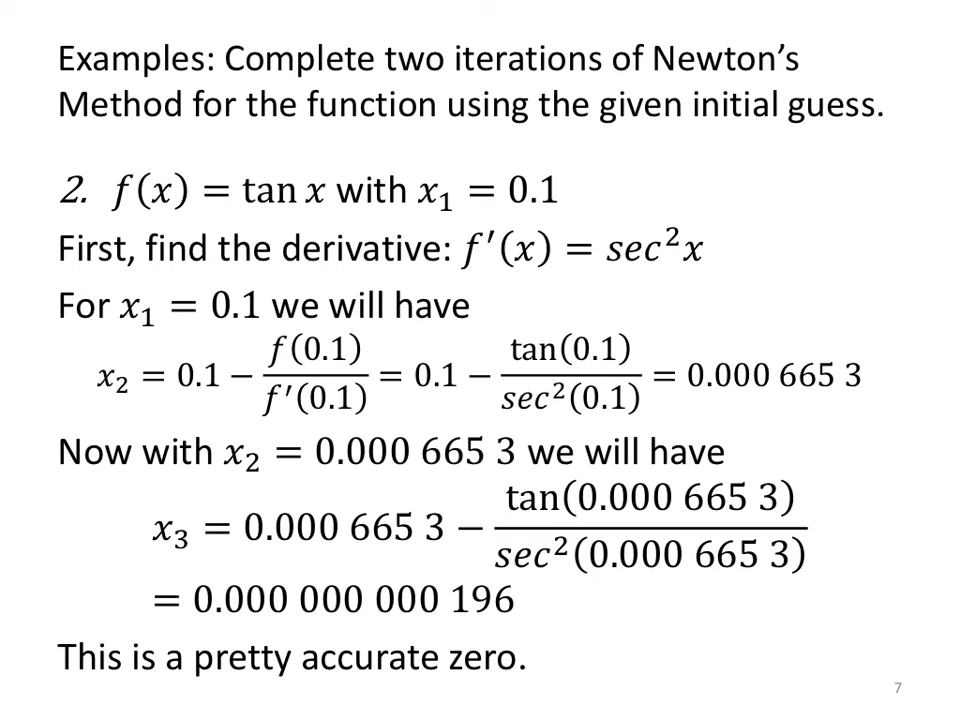 Examples: Complete two iterations of Newton’s
Method for the function using the given initial guess.
2. f(x) = tan x with x₁ = 0.1
First, find the derivative: f′(x) = sec²x
For x₁ = 0.1 we will have
x₂ = 0.1 − f(0.1)/f′(0.1) = 0.1 − tan(0.1)/sec²(0.1) = 0.000 665 3
Now with x₂ = 0.000 665 3 we will have
x₃ = 0.000 665 3 − tan(0.000 665 3)/sec²(0.000 665 3)
= 0.000 000 000 196
This is a pretty accurate zero.
7